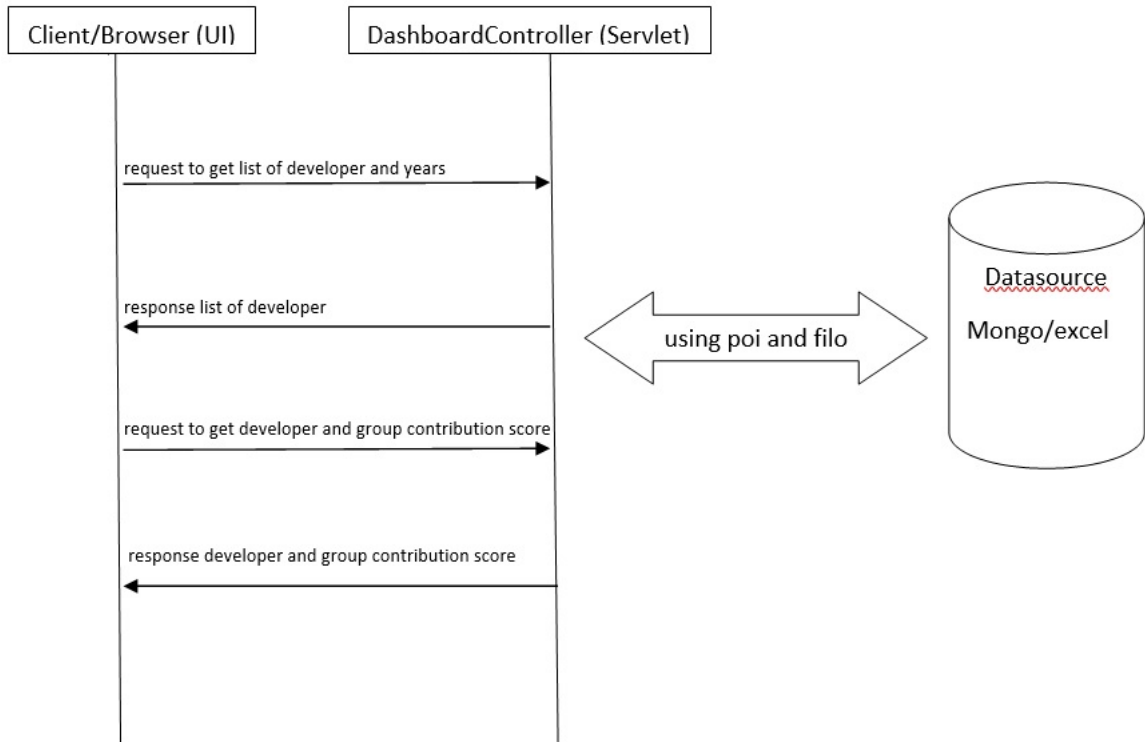 Client/Browser (UI)
DashboardController (Servlet)
request to get list of developer and years
response list of developer
using poi and filo
Datasource
Mongo/excel
request to get developer and group contribution score
response developer and group contribution score